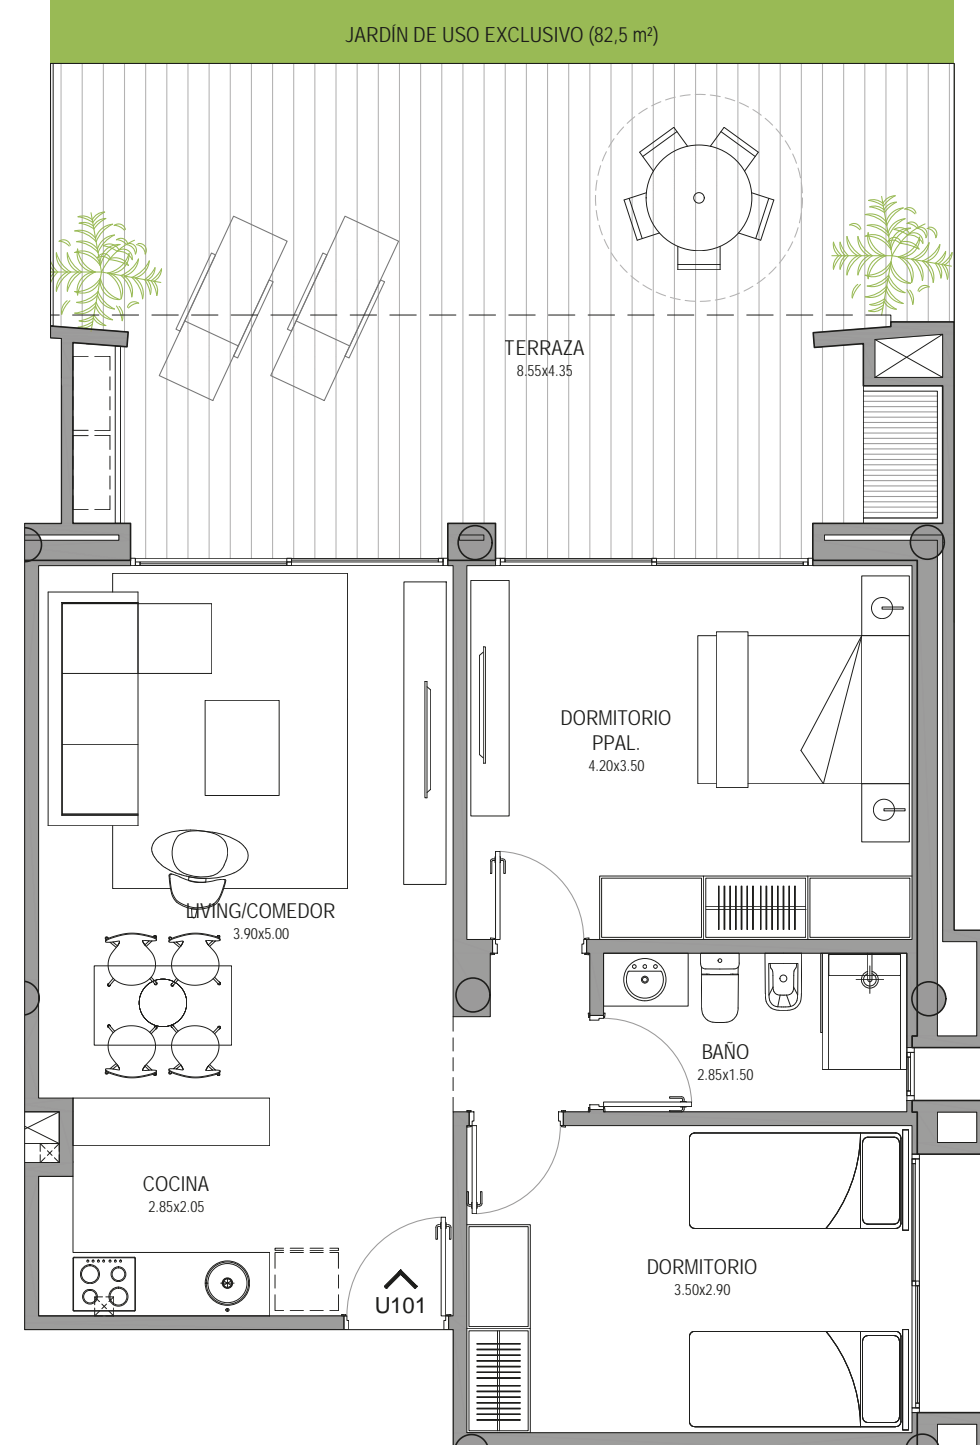 JARDÍN DE USO EXCLUSIVO (82,5 m²)
TERRAZA
8.55x4.35
DORMITORIO
PPAL.
4.20x3.50
LIVING/COMEDOR
3.90x5.00
BAÑO
2.85x1.50
COCINA
2.85x2.05
DORMITORIO
3.50x2.90
U101